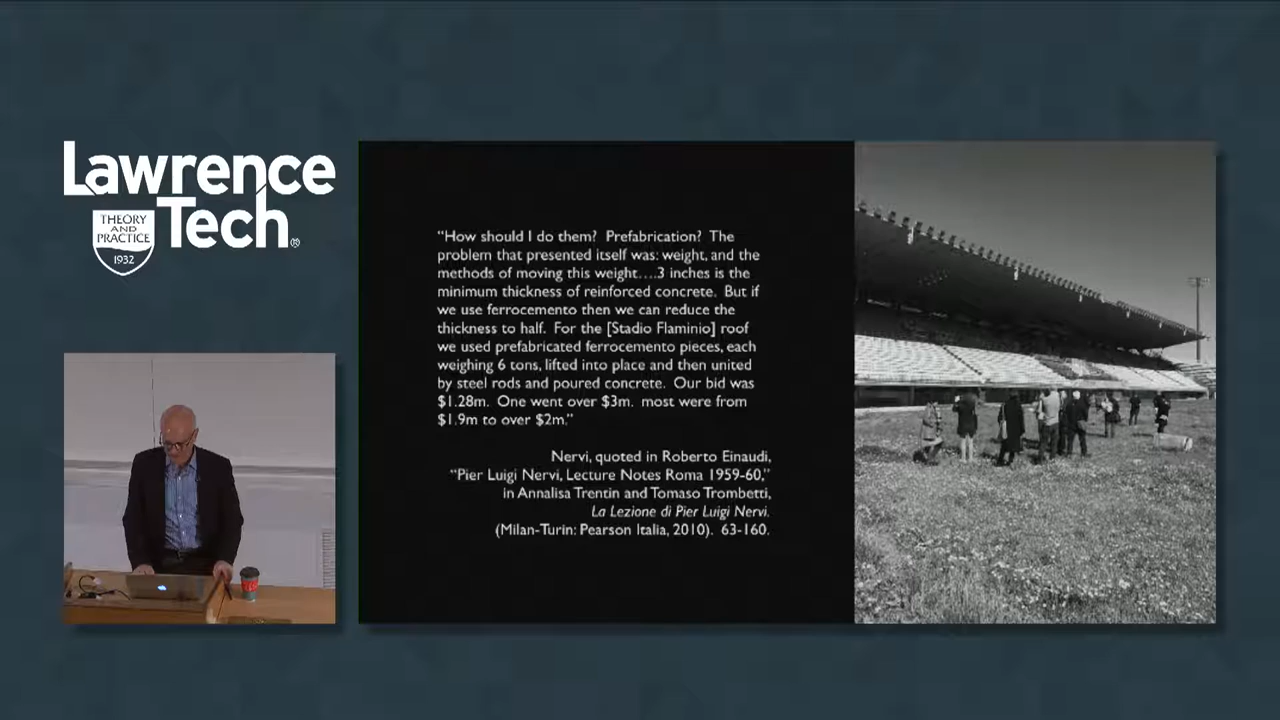 Lawrence
Tech®
THEORY
AND
PRACTICE
1932
“How should I do them?  Prefabrication?  The
problem that presented itself was: weight, and the
methods of moving this weight….3 inches is the
minimum thickness of reinforced concrete.  But if
we use ferrocemento then we can reduce the
thickness to half.  For the [Stadio Flaminio] roof
we used prefabricated ferrocemento pieces, each
weighing 6 tons, lifted into place and then united
by steel rods and poured concrete.  Our bid was
$1.28m.  One went over $3m.  most were from
$1.9m to over $2m.”
Nervi, quoted in Roberto Einaudi,
“Pier Luigi Nervi, Lecture Notes Roma 1959-60,”
in Annalisa Trentin and Tomaso Trombetti,
La Lezione di Pier Luigi Nervi.
(Milan-Turin: Pearson Italia, 2010).  63-160.